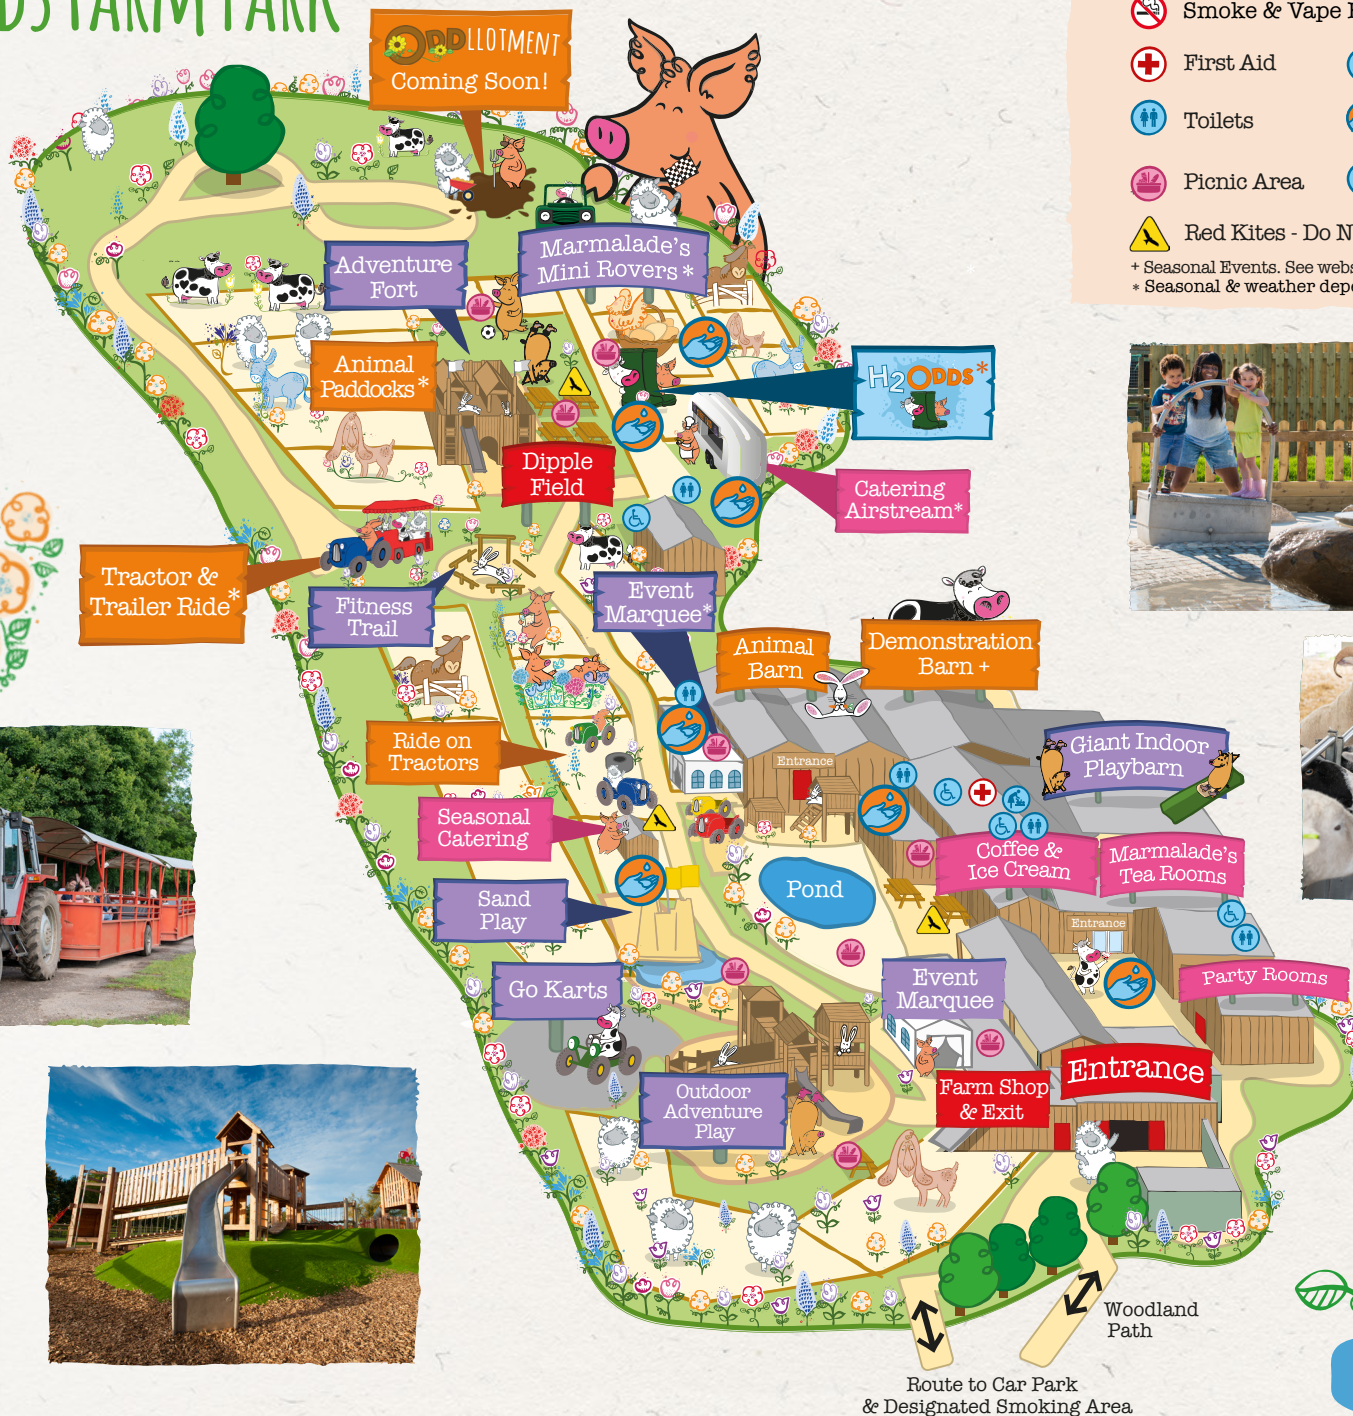 FARM PARK
ODDLLOTMENT
Coming Soon!
Smoke & Vape
First Aid
Toilets
Picnic Area
Red Kites - Do
+ Seasonal Events. See
* Seasonal & weather
Adventure
Fort
Marmalade's
Mini Rovers *
Animal
Paddocks*
H2ODDS*
Dipple
Field
Catering
Airstream*
Tractor &
Trailer Ride*
Fitness
Trail
Event
Marquee*
Animal
Barn
Demonstration
Barn +
Ride on
Tractors
Entrance
Giant Indoor
Playbarn
Seasonal
Catering
Coffee &
Ice Cream
Marmalade's
Tea Rooms
Sand
Play
Pond
Entrance
Go Karts
Event
Marquee
Party Rooms
Outdoor
Adventure
Play
Farm Shop
& Exit
Entrance
Woodland
Path
Route to Car Park
& Designated Smoking Area